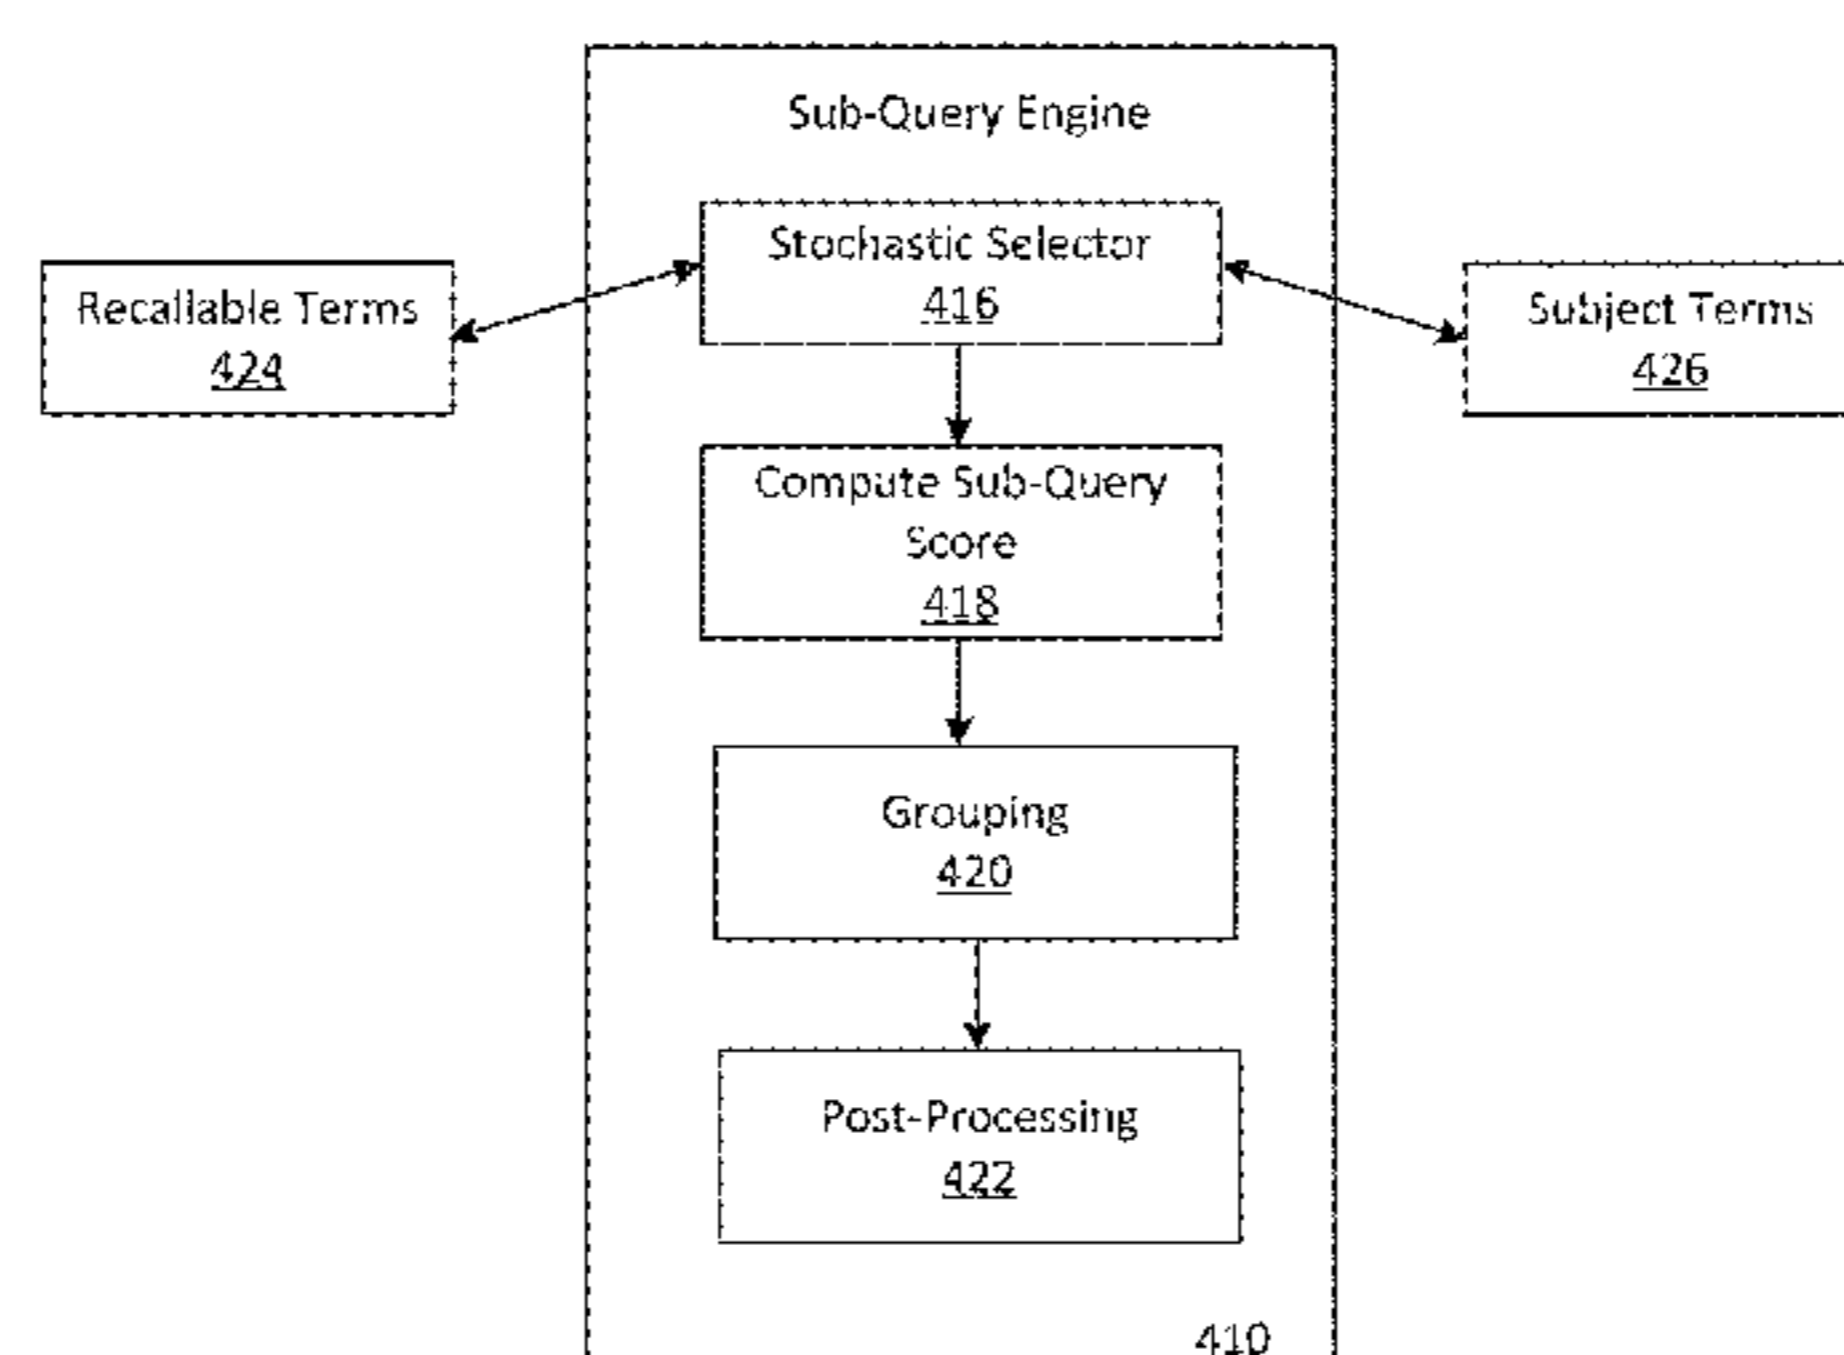 Sub-Query Engine
Stochastic Selector
416
Recallable Terms
424
Subject Terms
426
Compute Sub-Query
Score
418
Grouping
420
Post-Processing
422
410